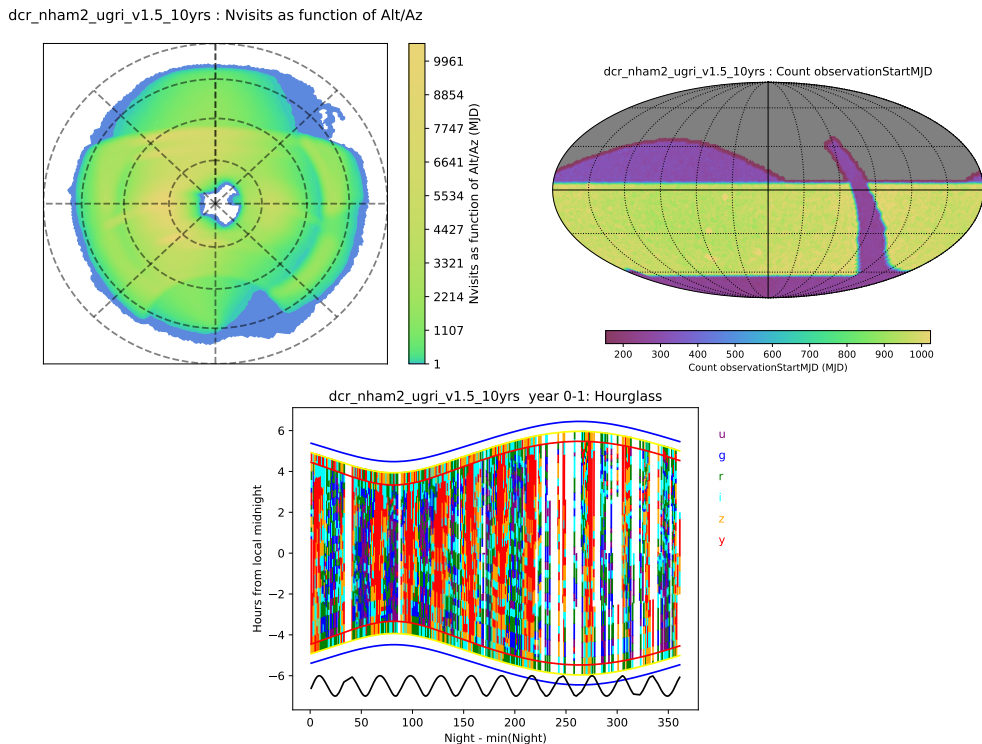 dcr_nham2_ugri_v1.5_10yrs : Nvisits as function of Alt/Az
9961
8854
7747
6641
5534
4427
3321
2214
1107
1
Nvisits as function of Alt/Az (MJD)
dcr_nham2_ugri_v1.5_10yrs : Count observationStartMJD
200 300 400 500 600 700 800 900 1000
Count observationStartMJD (MJD)
dcr_nham2_ugri_v1.5_10yrs  year 0-1: Hourglass
6
4
2
0
−2
−4
−6
Hours from local midnight
0 50 100 150 200 250 300 350
Night - min(Night)
u
g
r
i
z
y